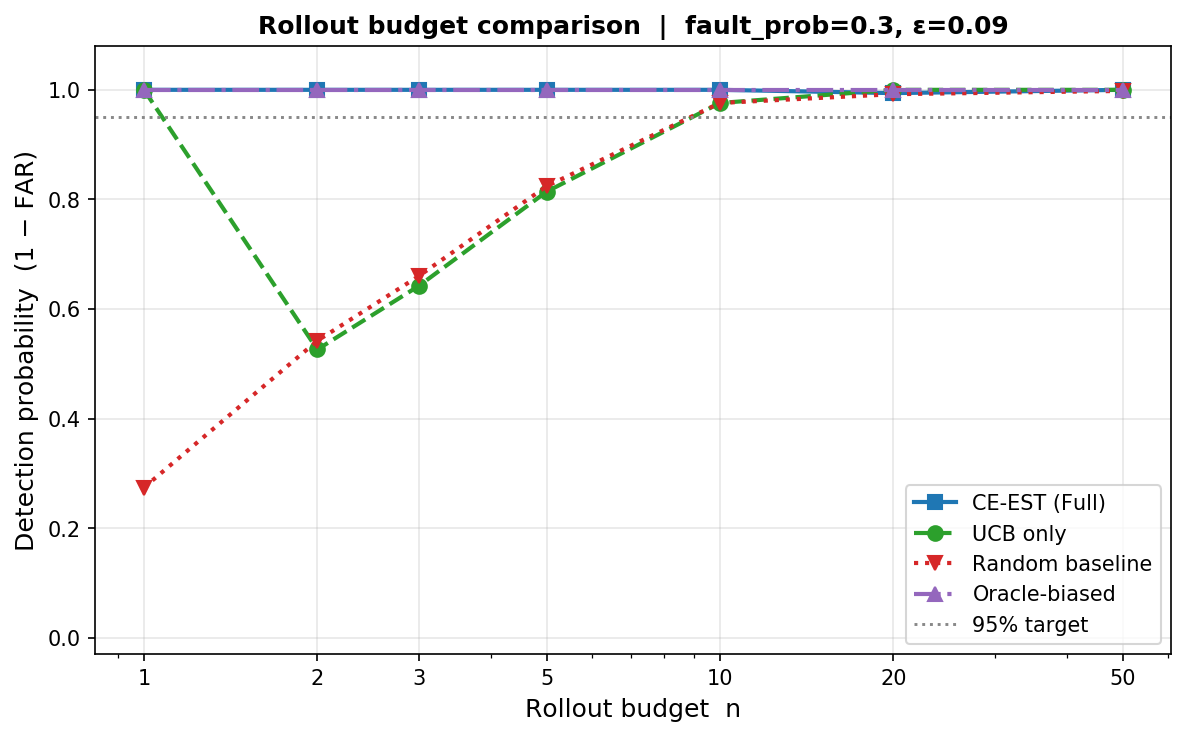 Rollout budget comparison | fault_prob=0.3, ε=0.09
Detection probability (1 − FAR)
1.0
0.8
0.6
0.4
0.2
0.0
CE-EST (Full)
UCB only
Random baseline
Oracle-biased
95% target
1 2 3 5 10 20 50
Rollout budget n